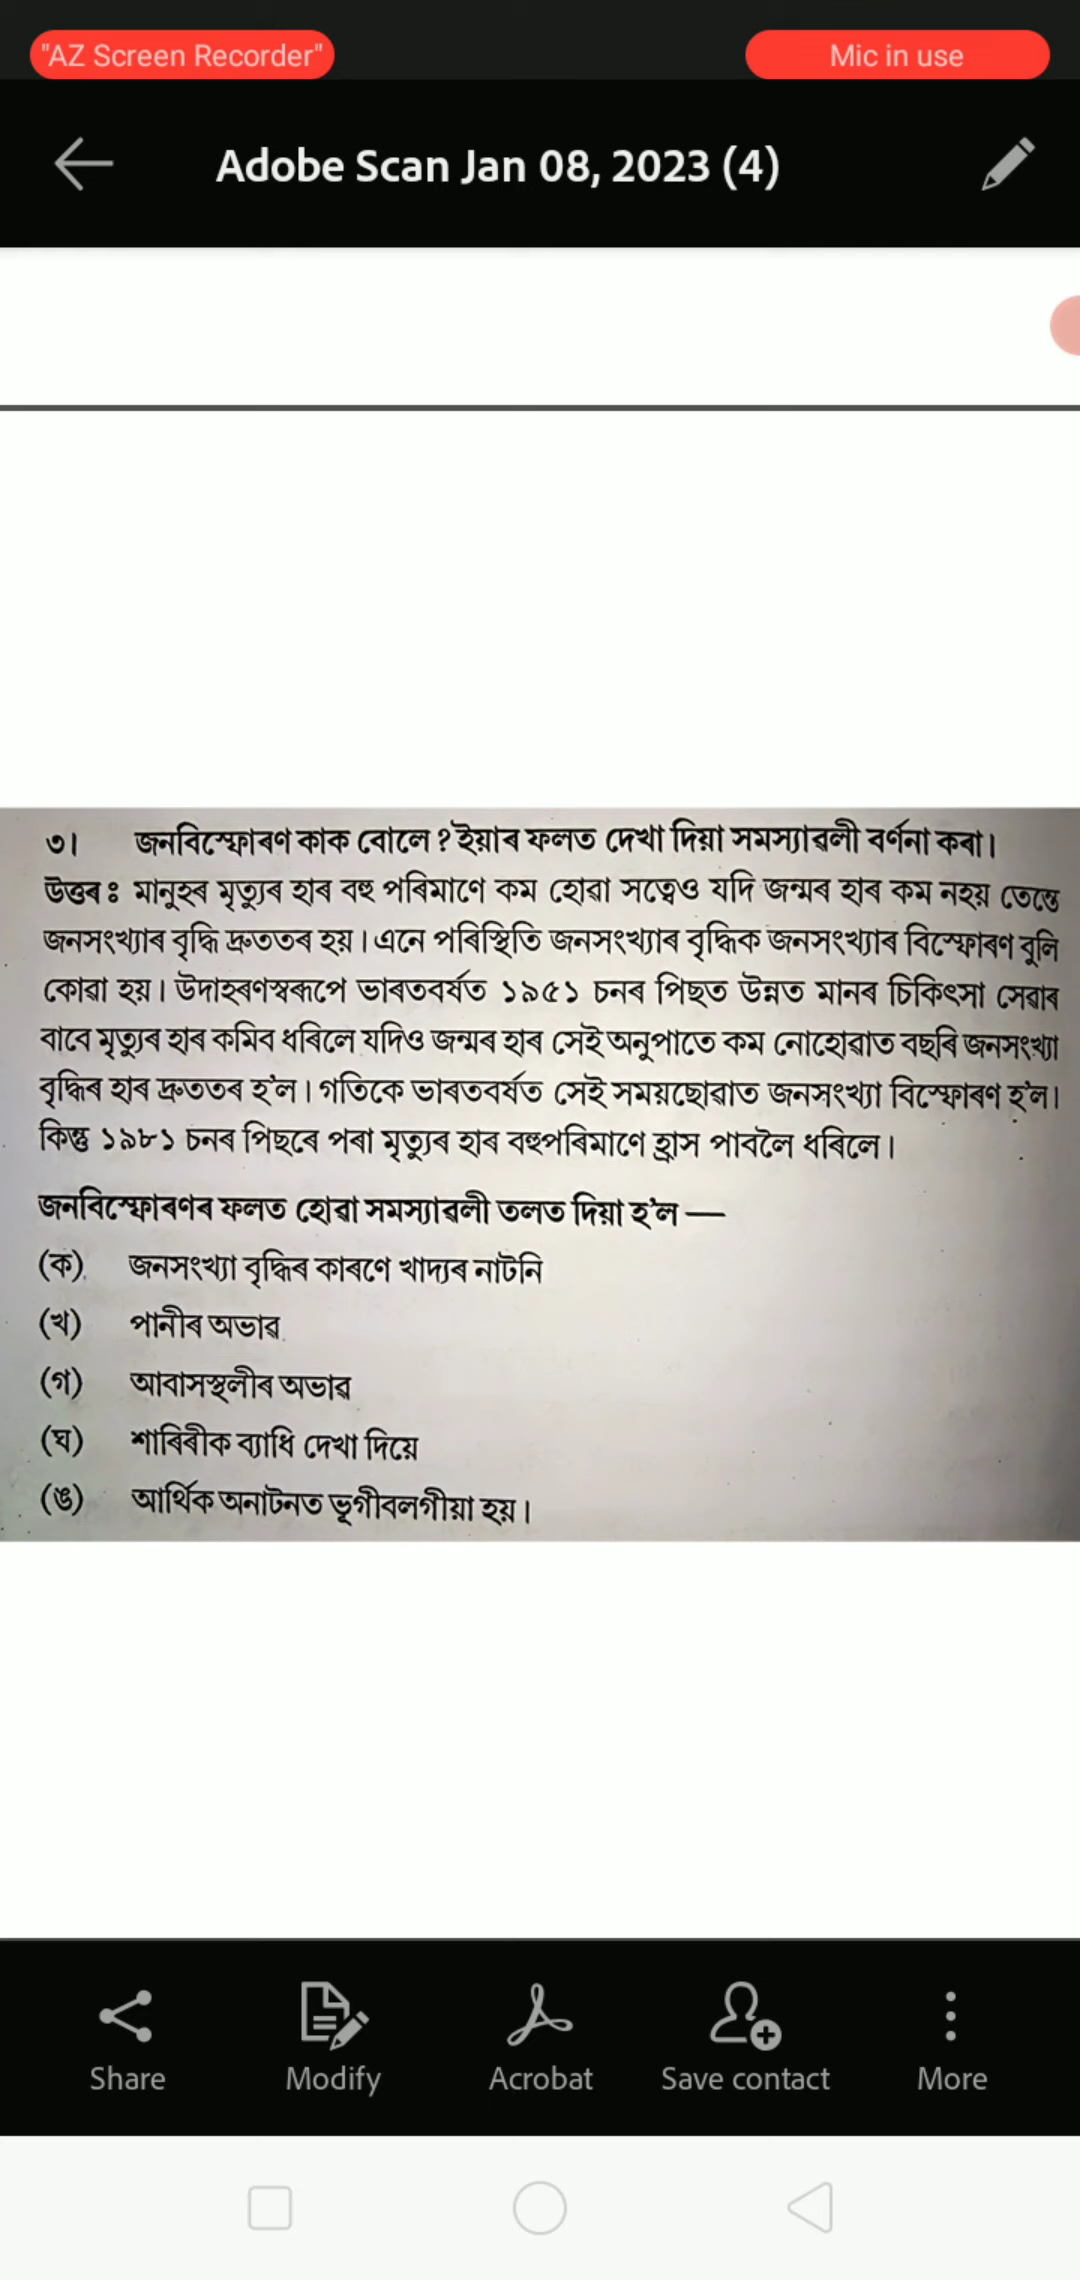 "AZ Screen Recorder"
Mic in use
Adobe Scan Jan 08, 2023 (4)
৩। জনবিস্ফোৰণ কাক বোলে ? ইয়াৰ ফলত দেখা দিয়া সমস্যাৱলী বৰ্ণনা কৰা।
উত্তৰ ঃ মানুহৰ মৃত্যুৰ হাৰ বহু পৰিমাণে কম হোৱা সত্বেও যদি জন্মৰ হাৰ কম নহয় তেন্তে
জনসংখ্যাৰ বৃদ্ধি দ্ৰুততৰ হয়। এনে পৰিস্থিতি জনসংখ্যাৰ বৃদ্ধিক জনসংখ্যাৰ বিস্ফোৰণ বুলি
কোৱা হয়। উদাহৰণস্বৰূপে ভাৰতবৰ্ষত ১৯৫১ চনৰ পিছত উন্নত মানৰ চিকিৎসা সেৱাৰ
বাবে মৃত্যুৰ হাৰ কমিব ধৰিলে যদিও জন্মৰ হাৰ সেই অনুপাতে কম নোহোৱাত বছৰি জনসংখ্যা
বৃদ্ধিৰ হাৰ দ্ৰুততৰ হ'ল। গতিকে ভাৰতবৰ্ষত সেই সময়ছোৱাত জনসংখ্যা বিস্ফোৰণ হ'ল।
কিন্তু ১৯৮১ চনৰ পিছৰে পৰা মৃত্যুৰ হাৰ বহুপৰিমাণে হ্ৰাস পাবলৈ ধৰিলে।
জনবিস্ফোৰণৰ ফলত হোৱা সমস্যাৱলী তলত দিয়া হ'ল —
(ক) জনসংখ্যা বৃদ্ধিৰ কাৰণে খাদ্যৰ নাটনি
(খ) পানীৰ অভাৱ
(গ) আবাসস্থলীৰ অভাৱ
(ঘ) শাৰিৰীক ব্যাধি দেখা দিয়ে
(ঙ) আৰ্থিক অনাটনত ভূগীবলগীয়া হয়।
Share
Modify
Acrobat
Save contact
More